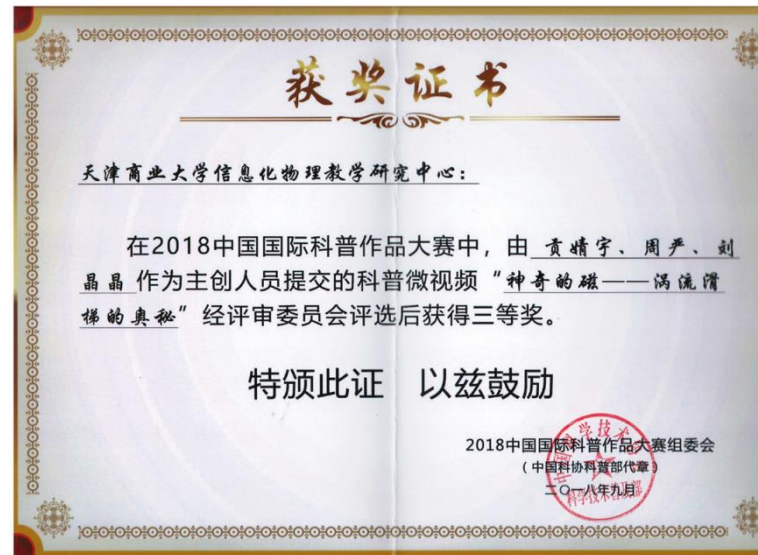 获奖证书
天津商业大学信息化物理教学研究中心：
在2018中国国际科普作品大赛中，由 贡婧宇、周严、刘
晶晶 作为主创人员提交的科普微视频“神奇的磁——涡流滑
梯的奥秘”经评审委员会评选后获得三等奖。
特颁此证 以兹鼓励
2018中国国际科普作品大赛组委会
（中国科协科普部代章）
二〇一八年九月